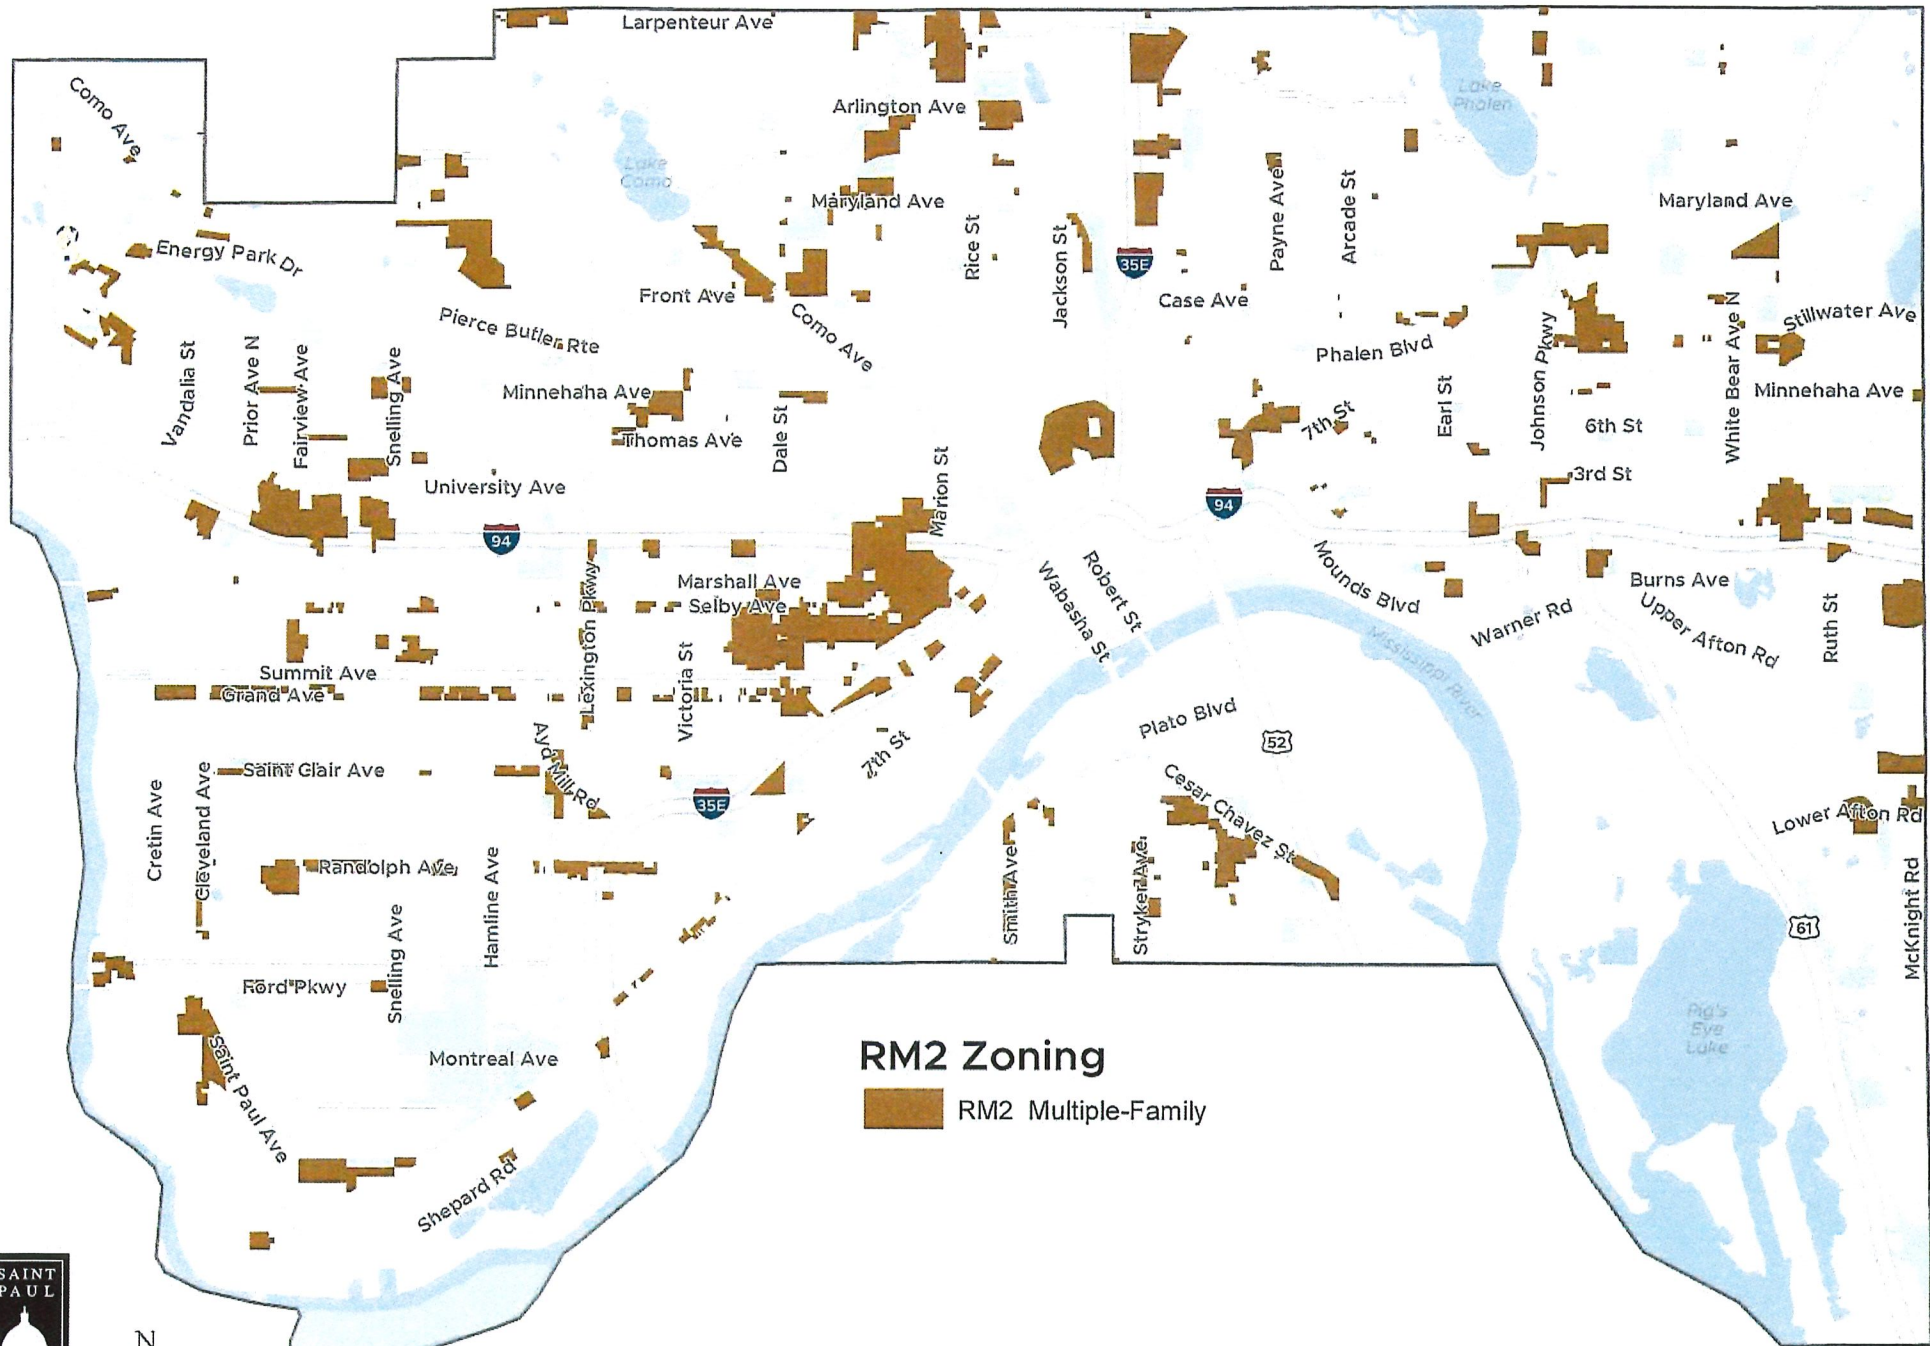 Larpenteur Ave
Como Ave
Lake
Phalen
Arlington Ave
Lake
Como
Maryland Ave
Maryland Ave
Payne Ave
Arcade St
Rice St
Jackson St
Energy Park Dr
35E
Front Ave
Case Ave
Pierce Butler Rte
Como Ave
Stillwater Ave
Phalen Blvd
Johnson Pkwy
White Bear Ave N
Vandalia St
Prior Ave N
Fairview Ave
Snelling Ave
Minnehaha Ave
Minnehaha Ave
Thomas Ave
Dale St
7th St
Earl St
6th St
3rd St
University Ave
Marion St
94
94
Marshall Ave
Selby Ave
Lexington Pkwy
Robert St
Wabasha St
Mounds Blvd
Burns Ave
Upper Afton Rd
Warner Rd
Ruth St
Mississippi River
Summit Ave
Grand Ave
Victoria St
Plato Blvd
52
7th St
Ayd Mill Rd
Saint Clair Ave
35E
Cesar Chavez St
Lower Afton Rd
Cretin Ave
Cleveland Ave
Randolph Ave
Hamline Ave
Smith Ave
Stryker Ave
McKnight Rd
61
Snelling Ave
Ford Pkwy
Pig's
Eye
Lake
Montreal Ave
Saint Paul Ave
Shepard Rd
RM2 Zoning
RM2 Multiple-Family
SAINT
PAUL
N